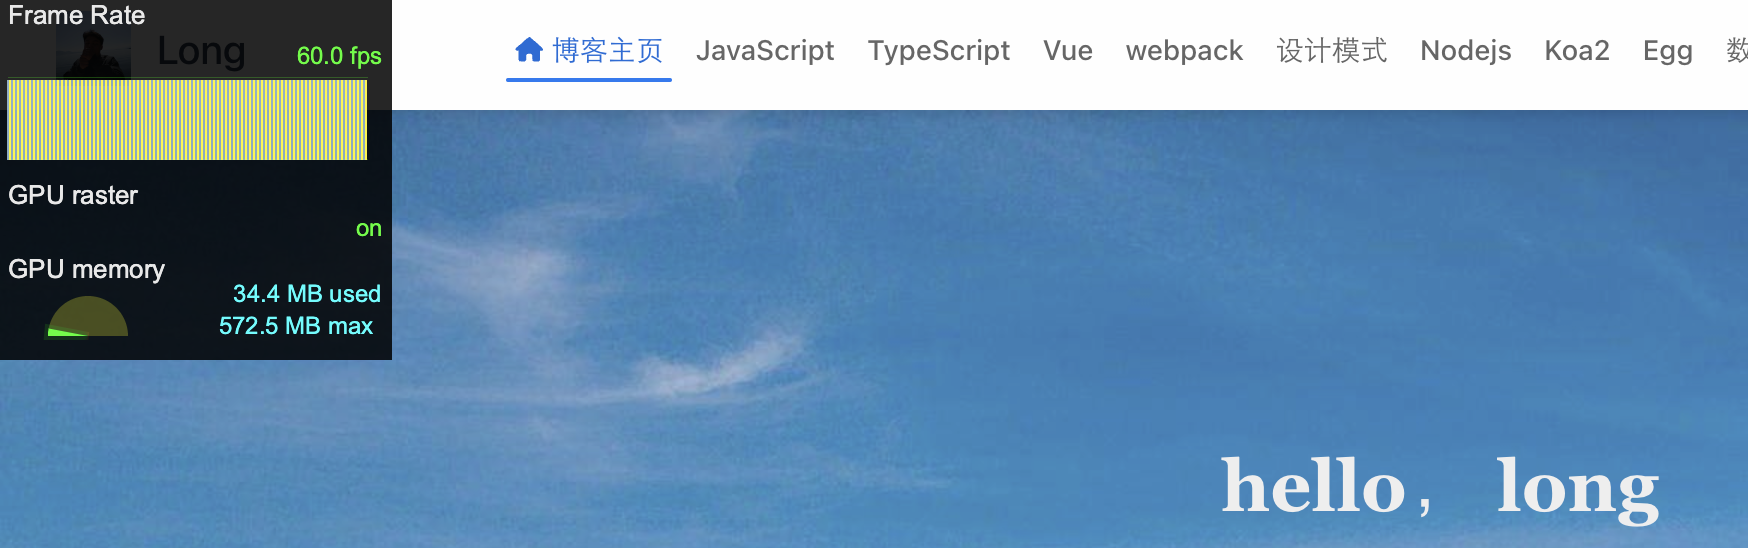 Frame Rate
Long
60.0 fps
GPU raster
on
GPU memory
34.4 MB used
572.5 MB max
博客主页 JavaScript TypeScript Vue webpack 设计模式 Nodejs Koa2 Egg 数
hello, long